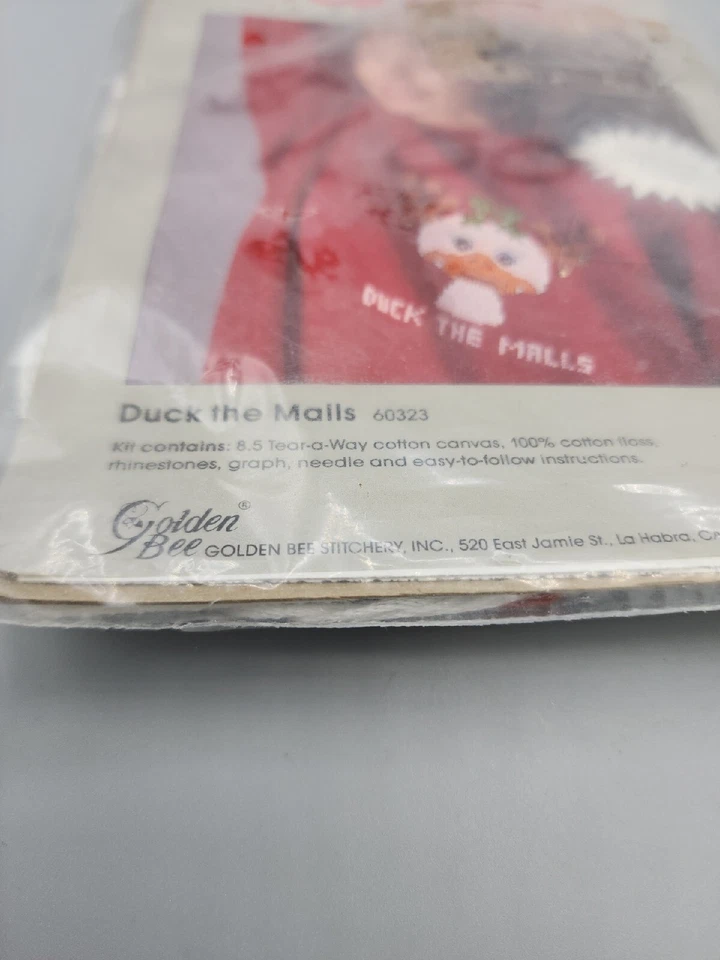 DUCK THE MALLS
Duck the Malls 60323
Kit contains: 8.5 Tear-a-Way cotton canvas, 100% cotton floss,
rhinestones, graph, needle and easy-to-follow instructions.
Golden ®
Bee GOLDEN BEE STITCHERY, INC., 520 East Jamie St., La Habra, CA